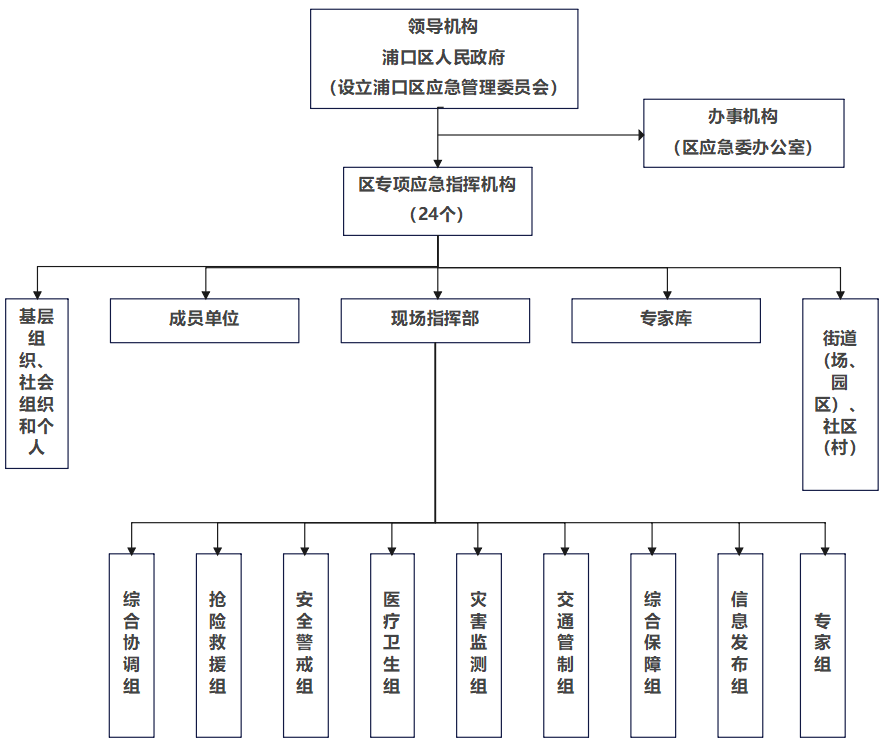 领导机构
浦口区人民政府
（设立浦口区应急管理委员会）
办事机构
（区应急委办公室）
区专项应急指挥机构
（24个）
基层
组
织、
社会
组织
和个
人
成员单位
现场指挥部
专家库
街道
（场、
园
区）、
社区
（村）
综合协调组
抢险救援组
安全警戒组
医疗卫生组
灾害监测组
交通管制组
综合保障组
信息发布组
专家组